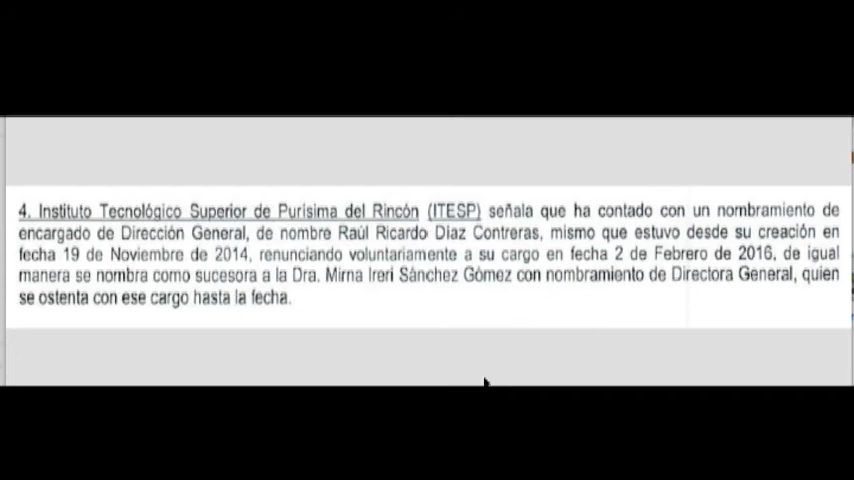 4. Instituto Tecnológico Superior de Purísima del Rincón (ITESP) señala que ha contado con un nombramiento de
encargado de Dirección General, de nombre Raúl Ricardo Díaz Contreras, mismo que estuvo desde su creación en
fecha 19 de Noviembre de 2014, renunciando voluntariamente a su cargo en fecha 2 de Febrero de 2016, de igual
manera se nombra como sucesora a la Dra. Mirna Ireri Sánchez Gómez con nombramiento de Directora General, quien
se ostenta con ese cargo hasta la fecha.